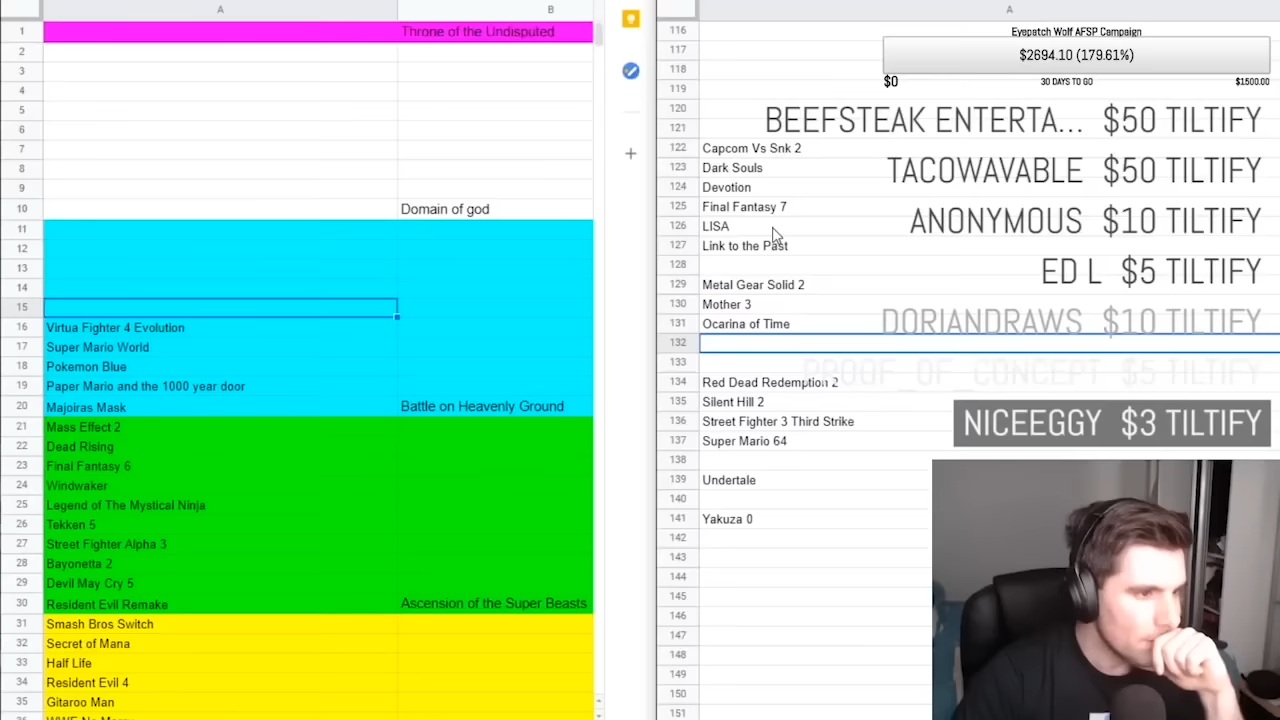 A
B
1 Throne of the Undisputed
2
3
4
5
6
7
8
9
10 Domain of god
11
12
13
14
15
16 Virtua Fighter 4 Evolution
17 Super Mario World
18 Pokemon Blue
19 Paper Mario and the 1000 year door
20 Majoiras Mask Battle on Heavenly Ground
21 Mass Effect 2
22 Dead Rising
23 Final Fantasy 6
24 Windwaker
25 Legend of The Mystical Ninja
26 Tekken 5
27 Street Fighter Alpha 3
28 Bayonetta 2
29 Devil May Cry 5
30 Resident Evil Remake Ascension of the Super Beasts
31 Smash Bros Switch
32 Secret of Mana
33 Half Life
34 Resident Evil 4
35 Gitaroo Man
A
116
117
118
119
120
121
122 Capcom Vs Snk 2
123 Dark Souls
124 Devotion
125 Final Fantasy 7
126 LISA
127 Link to the Past
128
129 Metal Gear Solid 2
130 Mother 3
131 Ocarina of Time
132
133
134 Red Dead Redemption 2
135 Silent Hill 2
136 Street Fighter 3 Third Strike
137 Super Mario 64
138
139 Undertale
140
141 Yakuza 0
142
143
144
145
146
147
148
149
150
151
Eyepatch Wolf AFSP Campaign
$2694.10 (179.61%)
$0 30 DAYS TO GO $1500.00
BEEFSTEAK ENTERTA... $50 TILTIFY
TACOWAVABLE $50 TILTIFY
ANONYMOUS $10 TILTIFY
ED L $5 TILTIFY
DORIANDRAWS $10 TILTIFY
PROOF_OF_CONCEPT $5 TILTIFY
NICEEGGY $3 TILTIFY